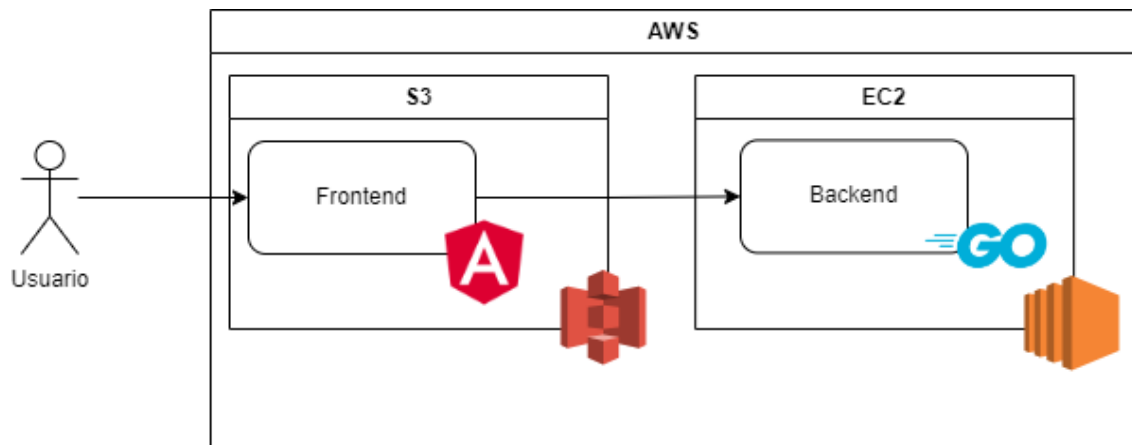 AWS
S3
EC2
Frontend
Backend
A
GO
Usuario